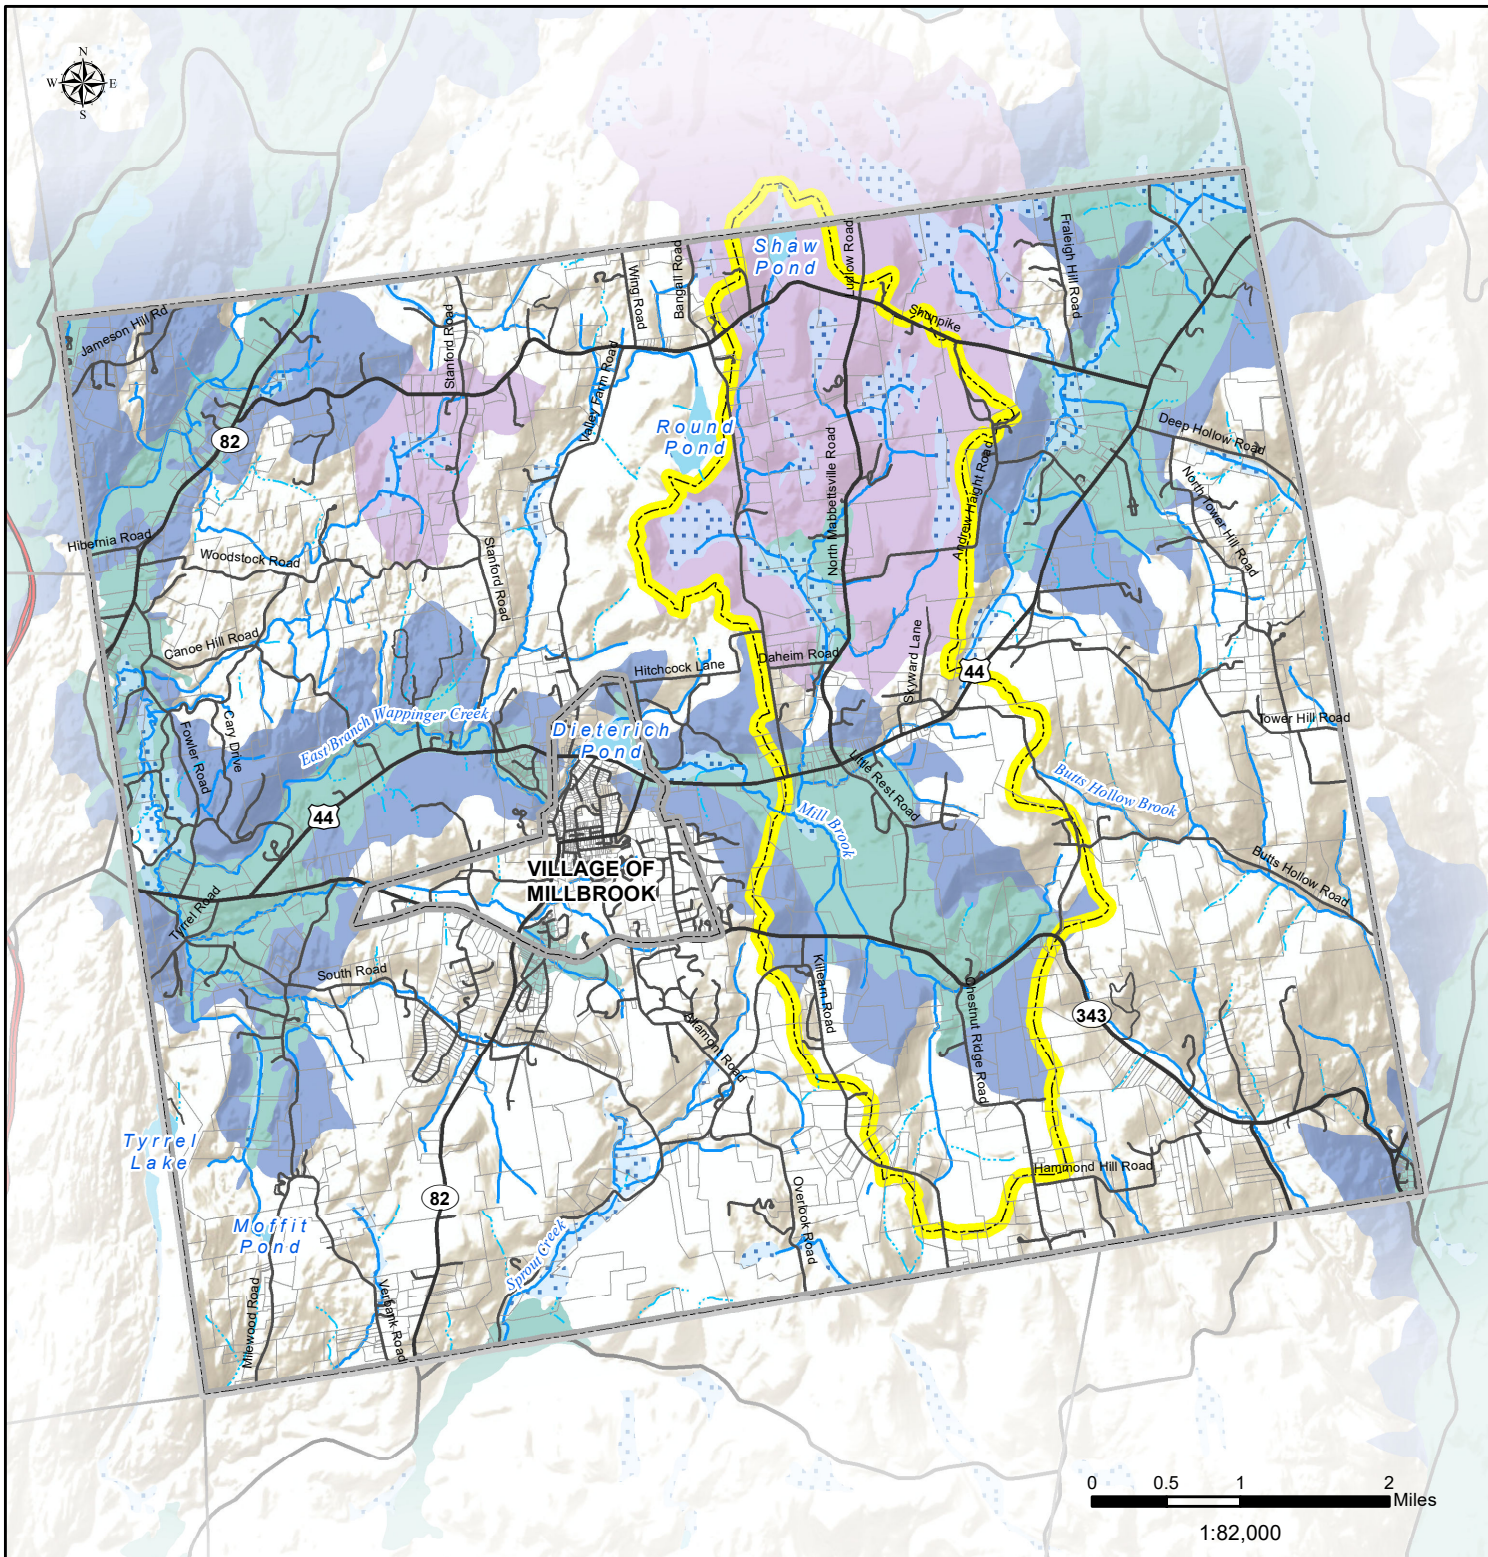 N
W E
S
Shaw
Pond
Ludlow Road
Fraleigh Hill Road
Bangall Road
Wing Road
Jameson Hill Rd
Stanford Road
Shunpike
Valley Farm Road
82
Round
Pond
Deep Hollow Road
North Mabbettsville Road
Andrew Haight Road
North Tower Hill Road
Hibernia Road
Woodstock Road
Stanford Road
Canoe Hill Road
Hitchcock Lane
Daheim Road
Skyward Lane
44
Tower Hill Road
Cary Drive
Fowler Road
East Branch Wappinger Creek
Dieterich
Pond
Little Rest Road
Butts Hollow Brook
44
Mill Brook
VILLAGE OF
MILLBROOK
Butts Hollow Road
Tyrrel Road
South Road
Killearn Road
Chestnut Ridge Road
343
Altamont Road
Tyrrel
Lake
Hammond Hill Road
82
Overlook Road
Moffit
Pond
Sprout Creek
Milewood Road
Verbank Road
0 0.5 1 2
Miles
1:82,000